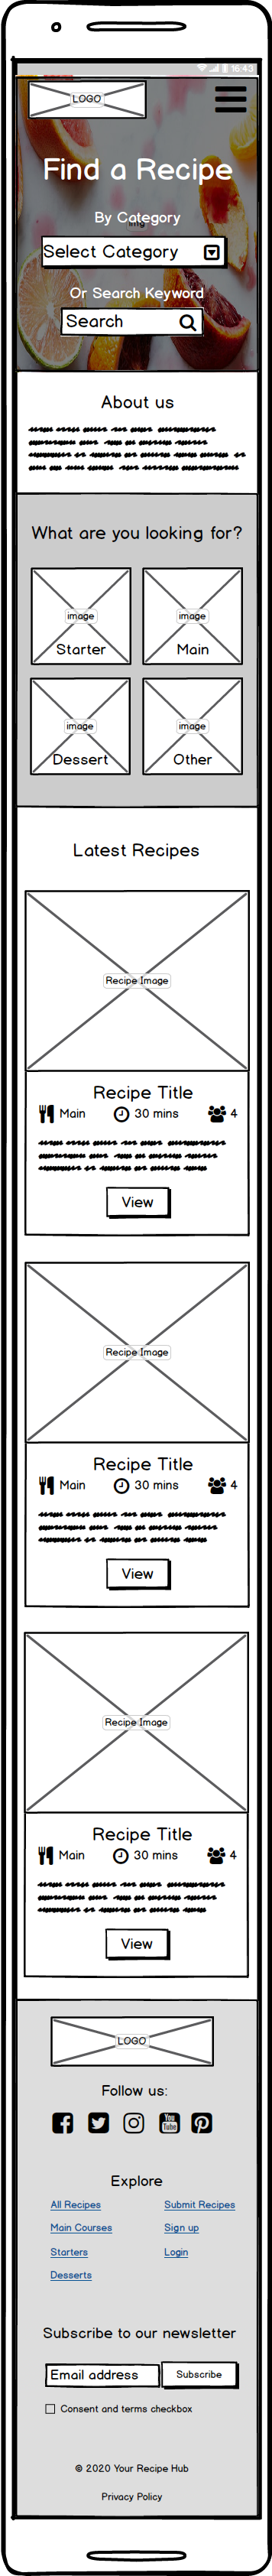 16:43
LOGO
Find a Recipe
By Category
img
Select Category
Or Search Keyword
Search
About us
What are you looking for?
image
image
Starter
Main
image
image
Dessert
Other
Latest Recipes
Recipe Image
Recipe Title
Main 30 mins 4
View
Recipe Image
Recipe Title
Main 30 mins 4
View
Recipe Image
Recipe Title
Main 30 mins 4
View
LOGO
Follow us:
You Tube
Explore
All Recipes
Submit Recipes
Main Courses
Sign up
Starters
Login
Desserts
Subscribe to our newsletter
Email address
Subscribe
Consent and terms checkbox
© 2020 Your Recipe Hub
Privacy Policy